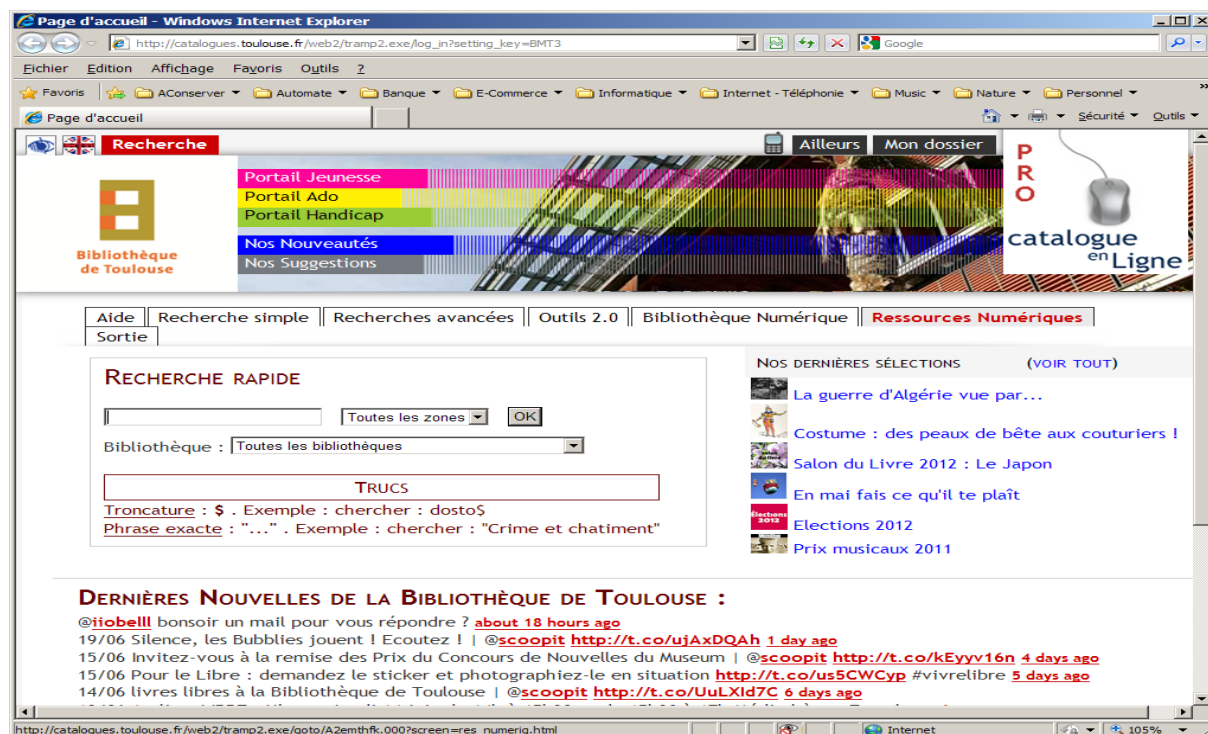 Page d'accueil - Windows Internet Explorer
http://catalogues.toulouse.fr/web2/tramp2.exe/log_in?setting_key=BMT3
Google
Fichier Edition Affichage Favoris Outils ?
Favoris AConserver Automate Banque E-Commerce Informatique Internet - Téléphonie Music Nature Personnel »
Page d'accueil
Sécurité Outils
Recherche
Ailleurs Mon dossier
PRO
catalogue
en Ligne
Portail Jeunesse
Portail Ado
Portail Handicap
Nos Nouveautés
Nos Suggestions
Bibliothèque
de Toulouse
Aide Recherche simple Recherches avancées Outils 2.0 Bibliothèque Numérique Ressources Numériques
Sortie
Recherche rapide
Toutes les zones OK
Bibliothèque : Toutes les bibliothèques
Trucs
Troncature : $ . Exemple : chercher : dosto$
Phrase exacte : "..." . Exemple : chercher : "Crime et chatiment"
Nos dernières sélections (voir tout)
La guerre d'Algérie vue par...
Costume : des peaux de bête aux couturiers !
Salon du Livre 2012 : Le Japon
En mai fais ce qu'il te plaît
Elections 2012
Elections 2012
Prix musicaux 2011
Dernières Nouvelles de la Bibliothèque de Toulouse :
@iiobelll bonsoir un mail pour vous répondre ? about 18 hours ago
19/06 Silence, les Bubblies jouent ! Ecoutez ! | @scoopit http://t.co/ujAxDQAh 1 day ago
15/06 Invitez-vous à la remise des Prix du Concours de Nouvelles du Museum | @scoopit http://t.co/kEyyv16n 4 days ago
15/06 Pour le Libre : demandez le sticker et photographiez-le en situation http://t.co/us5CWCyp #vivrelibre 5 days ago
14/06 livres libres à la Bibliothèque de Toulouse | @scoopit http://t.co/UuLXld7C 6 days ago
http://catalogues.toulouse.fr/web2/tramp2.exe/goto/A2emthfk.000?screen=res_numerig.html
Internet
105%